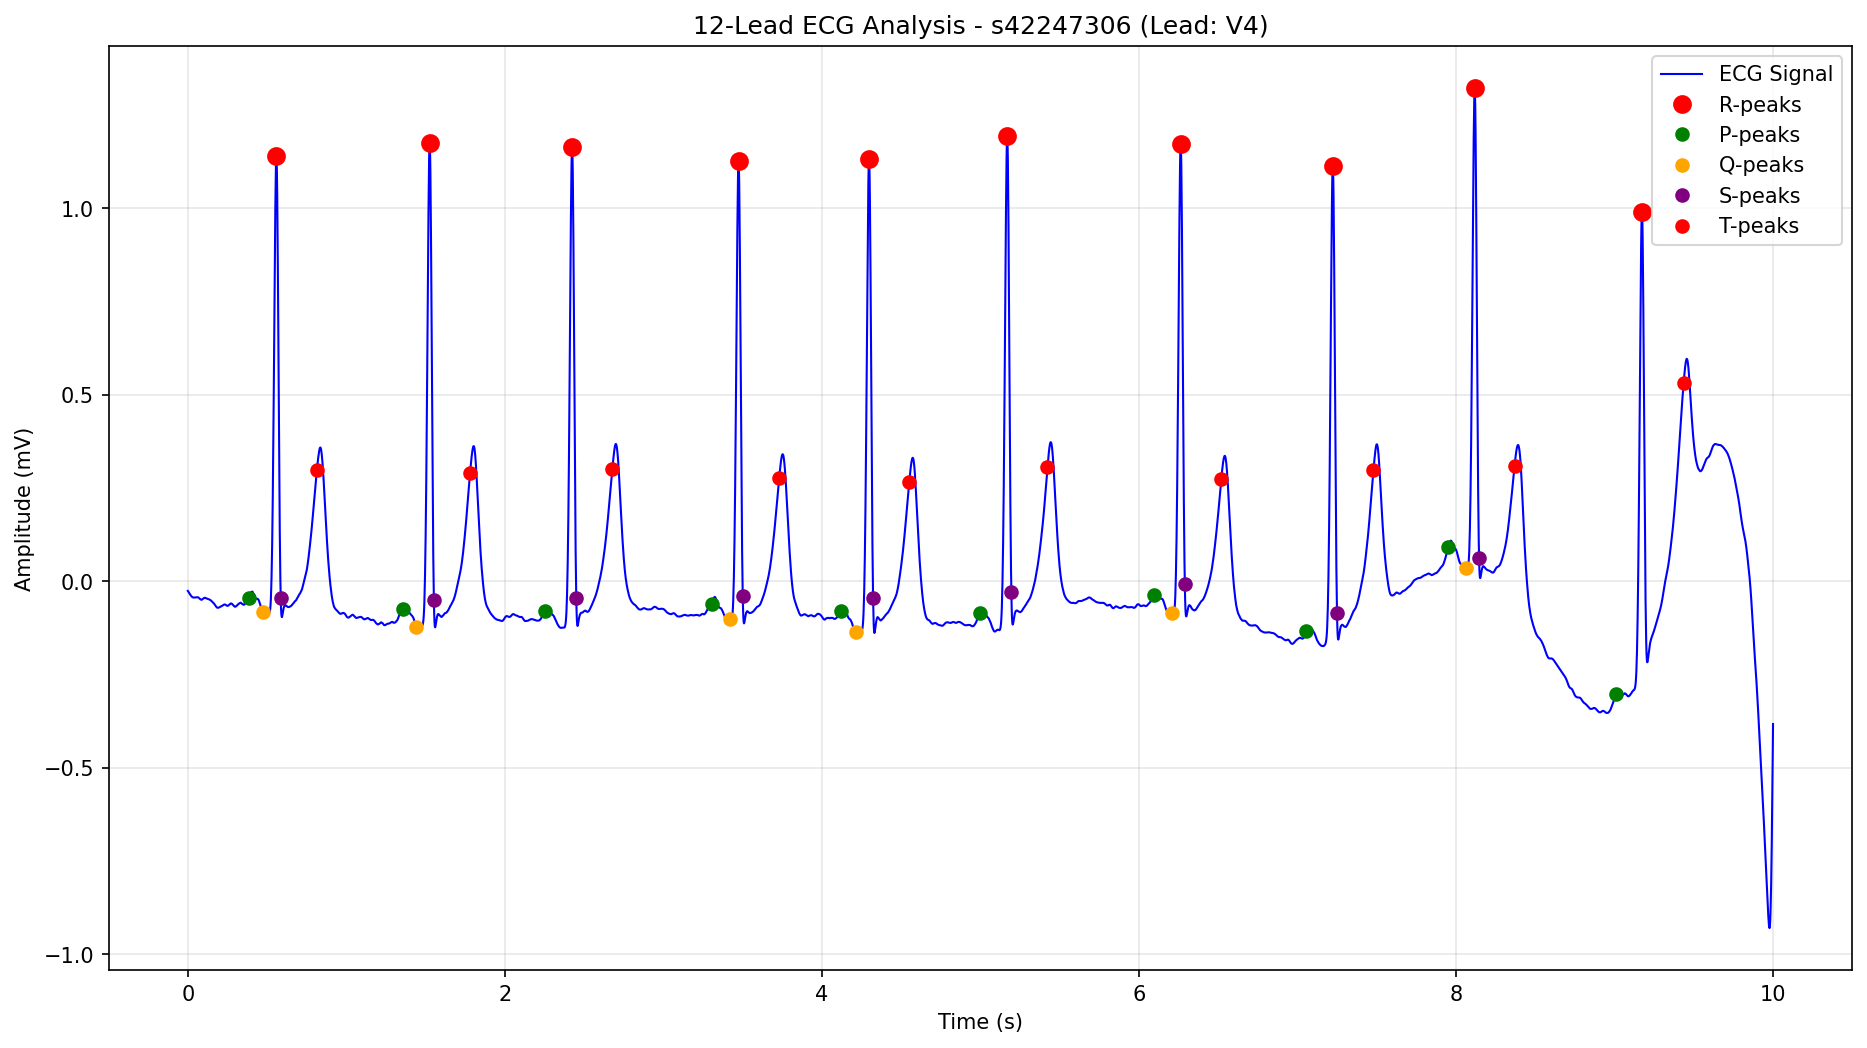 12-Lead ECG Analysis - s42247306 (Lead: V4)
ECG Signal
R-peaks
P-peaks
Q-peaks
S-peaks
T-peaks
Amplitude (mV)
1.0
0.5
0.0
−0.5
−1.0
0 2 4 6 8 10
Time (s)